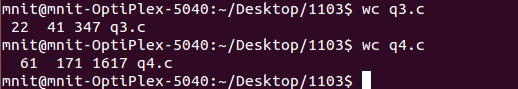 mnit@mnit-OptiPlex-5040:~/Desktop/1103$ wc q3.c
 22  41 347 q3.c
mnit@mnit-OptiPlex-5040:~/Desktop/1103$ wc q4.c
  61  171 1617 q4.c
mnit@mnit-OptiPlex-5040:~/Desktop/1103$